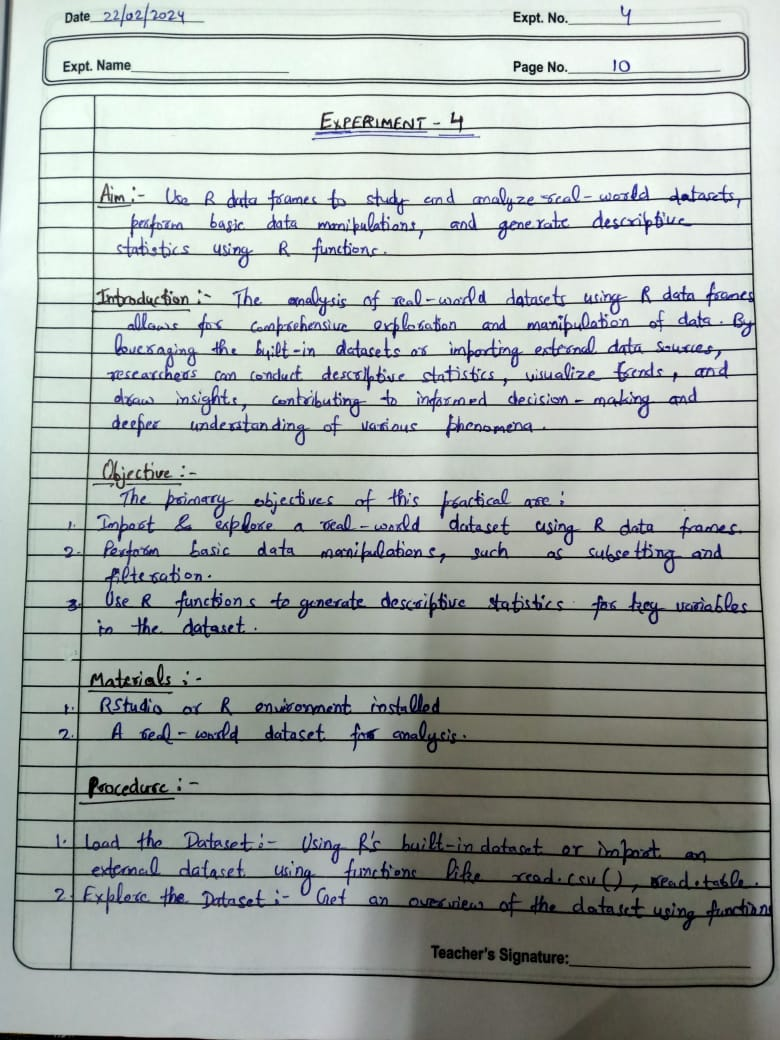 Date 22/02/2024 Expt. No. 4
Expt. Name Page No. 10
EXPERIMENT - 4
Aim :- Use R data frames to study and analyze real-world datasets,
perform basic data manipulations, and generate descriptive
statistics using R functions.
Introduction :- The analysis of real-world datasets using R data frames
allows for comprehensive exploration and manipulation of data. By
leveraging the built-in datasets or importing external data sources,
researchers can conduct descriptive statistics, visualize trends, and
draw insights, contributing to informed decision-making and
deeper understanding of various phenomena.
Objective :-
The primary objectives of this practical are :
1. Import & explore a real-world dataset using R data frames.
2. Perform basic data manipulations, such as subsetting and
filteration.
3. Use R functions to generate descriptive statistics for key variables
in the dataset.
Materials :-
1. RStudio or R environment installed
2. A real-world dataset for analysis.
Procedure :-
1. Load the Dataset :- Using R's built-in dataset or import an
external dataset using functions like read.csv(), read.table.
2. Explore the Dataset :- Get an overview of the dataset using functions
Teacher's Signature: